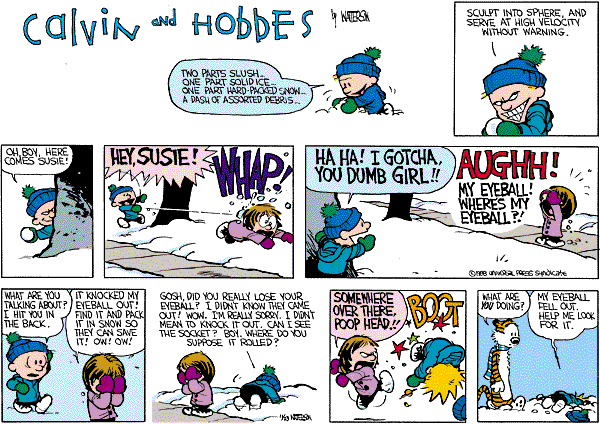 Calvin and Hobbes
by WATTERSON
TWO PARTS SLUSH...
ONE PART SOLID ICE...
ONE PART HARD-PACKED SNOW...
A DASH OF ASSORTED DEBRIS...
SCULPT INTO SPHERE, AND
SERVE AT HIGH VELOCITY
WITHOUT WARNING.
OH, BOY, HERE
COMES SUSIE!
HEY, SUSIE!
WHAP!
HA HA! I GOTCHA,
YOU DUMB GIRL!!
AUGHH!
MY EYEBALL!
WHERE'S MY
EYEBALL?!
©1988 UNIVERSAL PRESS Syndicate
WHAT ARE YOU
TALKING ABOUT?
I HIT YOU IN
THE BACK.
IT KNOCKED MY
EYEBALL OUT!
FIND IT AND PACK
IT IN SNOW SO
THEY CAN SAVE
IT! OW! OW!
GOSH, DID YOU REALLY LOSE YOUR
EYEBALL? I DIDN'T KNOW THEY CAME
OUT! WOW. I'M REALLY SORRY. I DIDN'T
MEAN TO KNOCK IT OUT. CAN I SEE
THE SOCKET? BOY, WHERE DO YOU
SUPPOSE IT ROLLED?
WATTERSON
SOMEWHERE
OVER THERE,
POOP HEAD!!
BOOT
WHAT ARE
YOU DOING?
MY EYEBALL
FELL OUT.
HELP ME LOOK
FOR IT.